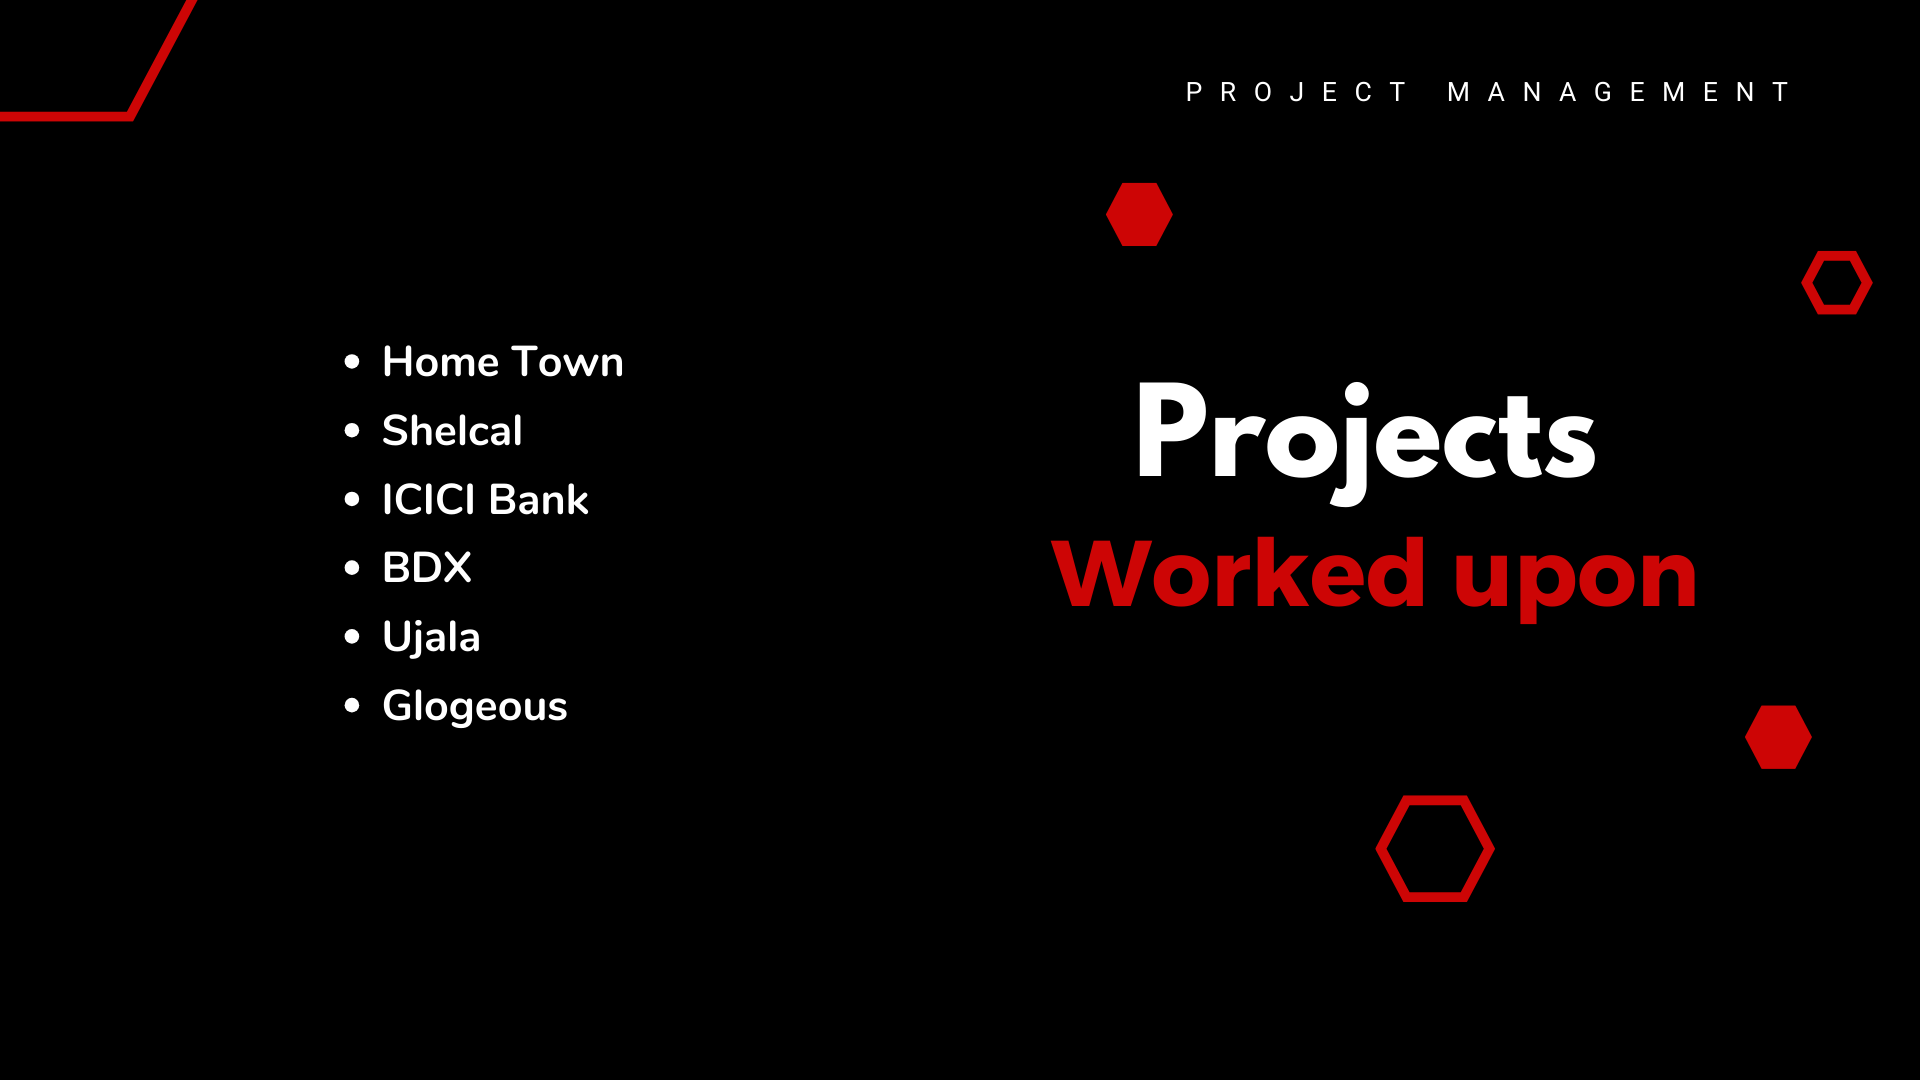 PROJECT MANAGEMENT
Projects
Worked upon
Home Town
Shelcal
ICICI Bank
BDX
Ujala
Glogeous